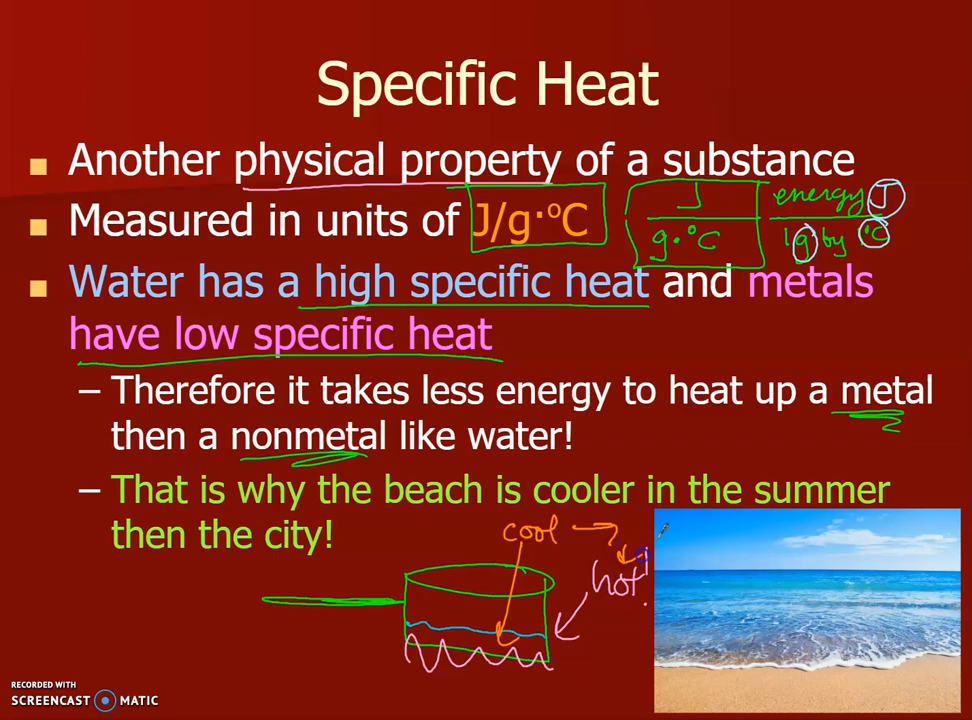 Specific Heat
Another physical property of a substance
Measured in units of J/g·ºC
J
g·°C
energy J
1g by °C
Water has a high specific heat and metals
have low specific heat
– Therefore it takes less energy to heat up a metal
then a nonmetal like water!
– That is why the beach is cooler in the summer
then the city!
cool
hot!
RECORDED WITH
SCREENCAST MATIC